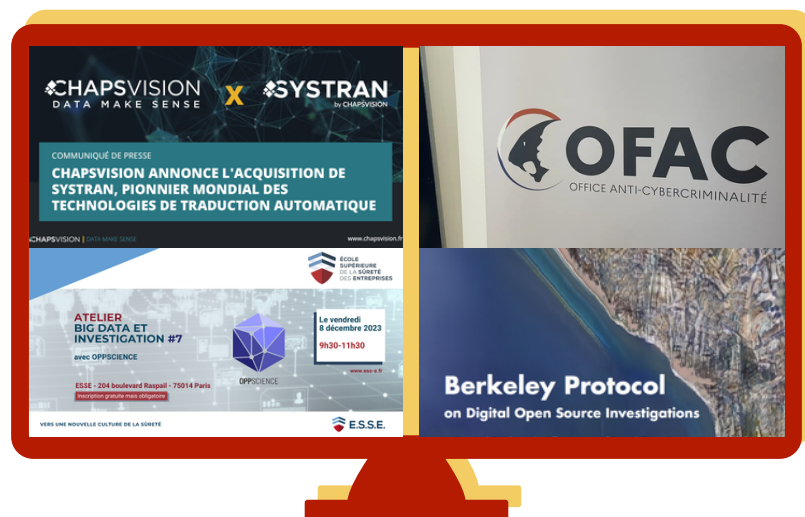 CHAPSVISION
DATA MAKE SENSE
X
SYSTRAN
by CHAPSVISION
COMMUNIQUÉ DE PRESSE
CHAPSVISION ANNONCE L'ACQUISITION DE
SYSTRAN, PIONNIER MONDIAL DES
TECHNOLOGIES DE TRADUCTION AUTOMATIQUE
CHAPSVISION | DATA MAKE SENSE
www.chapsvision.fr
OFAC
OFFICE ANTI-CYBERCRIMINALITÉ
ÉCOLE
SUPÉRIEURE
DE LA SÛRETÉ
DES ENTREPRISES
ATELIER
BIG DATA ET
INVESTIGATION #7
avec OPPSCIENCE
OPPSCIENCE
Le vendredi
8 décembre 2023
9h30-11h30
www.ess-e.fr
ESSE - 204 boulevard Raspail - 75014 Paris
Inscription gratuite mais obligatoire
VERS UNE NOUVELLE CULTURE DE LA SÛRETÉ
E.S.S.E.
Berkeley Protocol
on Digital Open Source Investigations